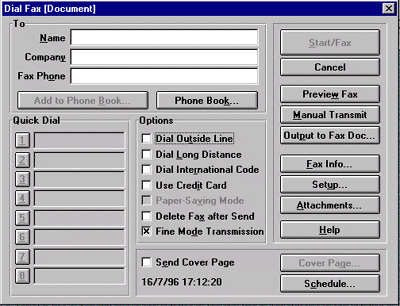 Dial Fax [Document]
To
Name
Company
Fax Phone
Add to Phone Book...
Phone Book...
Quick Dial
1
2
3
4
5
6
7
8
Options
Dial Outside Line
Dial Long Distance
Dial International Code
Use Credit Card
Paper-Saving Mode
Delete Fax after Send
Fine Mode Transmission
Send Cover Page
16/7/96 17:12:20
Start/Fax
Cancel
Preview Fax
Manual Transmit
Output to Fax Doc...
Fax Info...
Setup...
Attachments...
Help
Cover Page...
Schedule...